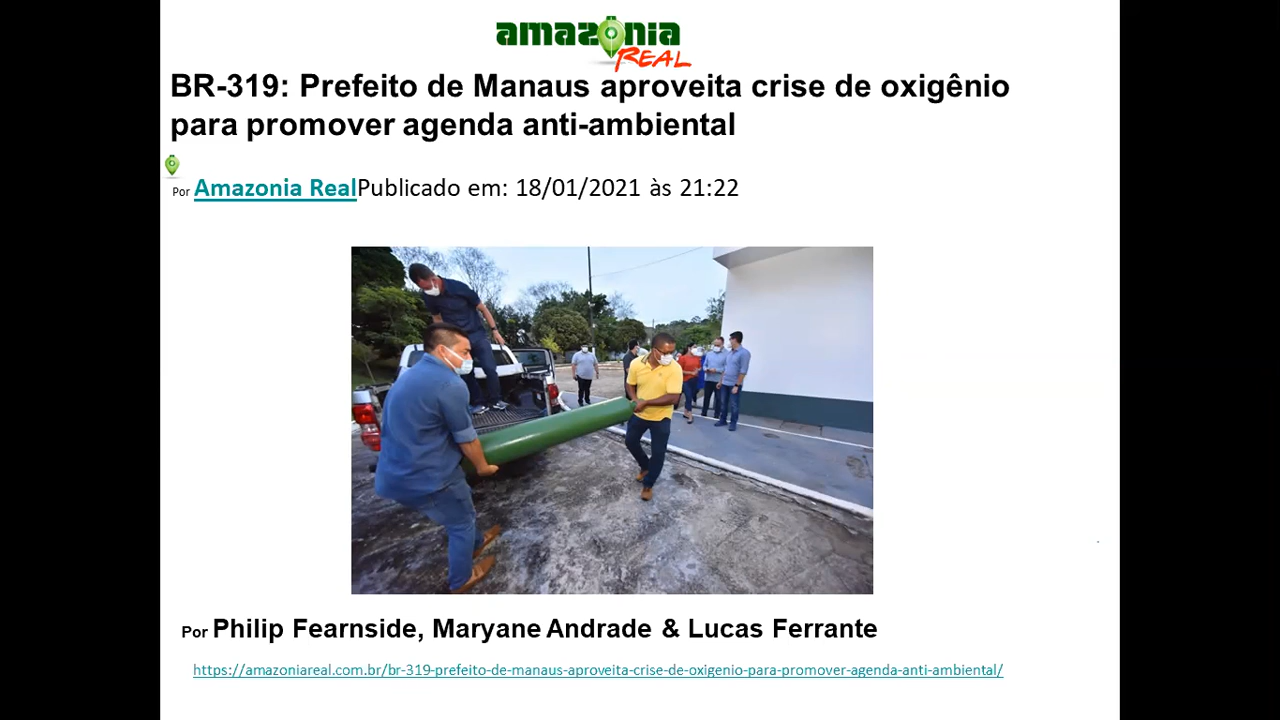 amazônia
REAL
BR-319: Prefeito de Manaus aproveita crise de oxigênio
para promover agenda anti-ambiental
Por Amazonia RealPublicado em: 18/01/2021 às 21:22
Por Philip Fearnside, Maryane Andrade & Lucas Ferrante
https://amazoniareal.com.br/br-319-prefeito-de-manaus-aproveita-crise-de-oxigenio-para-promover-agenda-anti-ambiental/